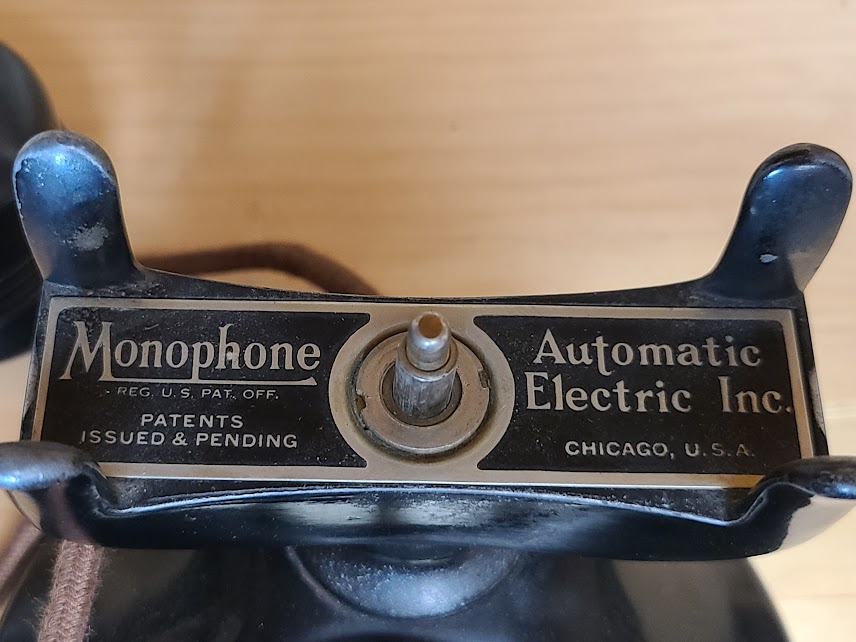 Monophone
REG. U.S. PAT. OFF.
PATENTS
ISSUED & PENDING
Automatic
Electric Inc.
CHICAGO, U.S.A.